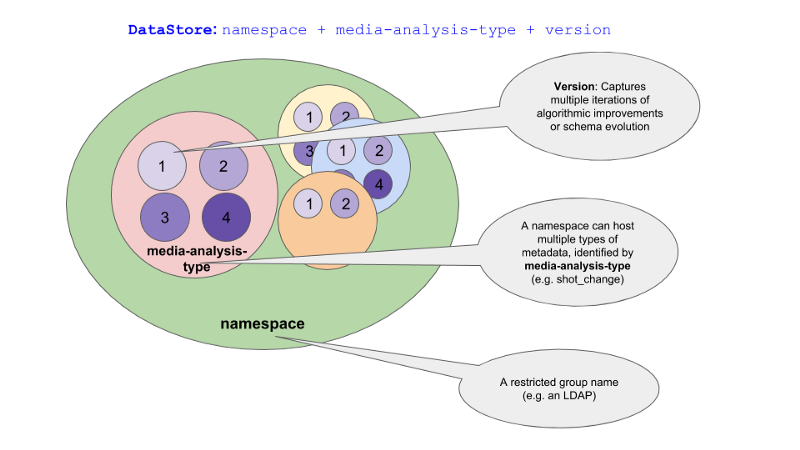 DataStore: namespace + media-analysis-type + version
Version: Captures
multiple iterations of
algorithmic improvements
or schema evolution
1 2
3
1 2
4
1 2
3 4
media-analysis-
type
1 2
A namespace can host
multiple types of
metadata, identified by
media-analysis-type
(e.g. shot_change)
namespace
A restricted group name
(e.g. an LDAP)